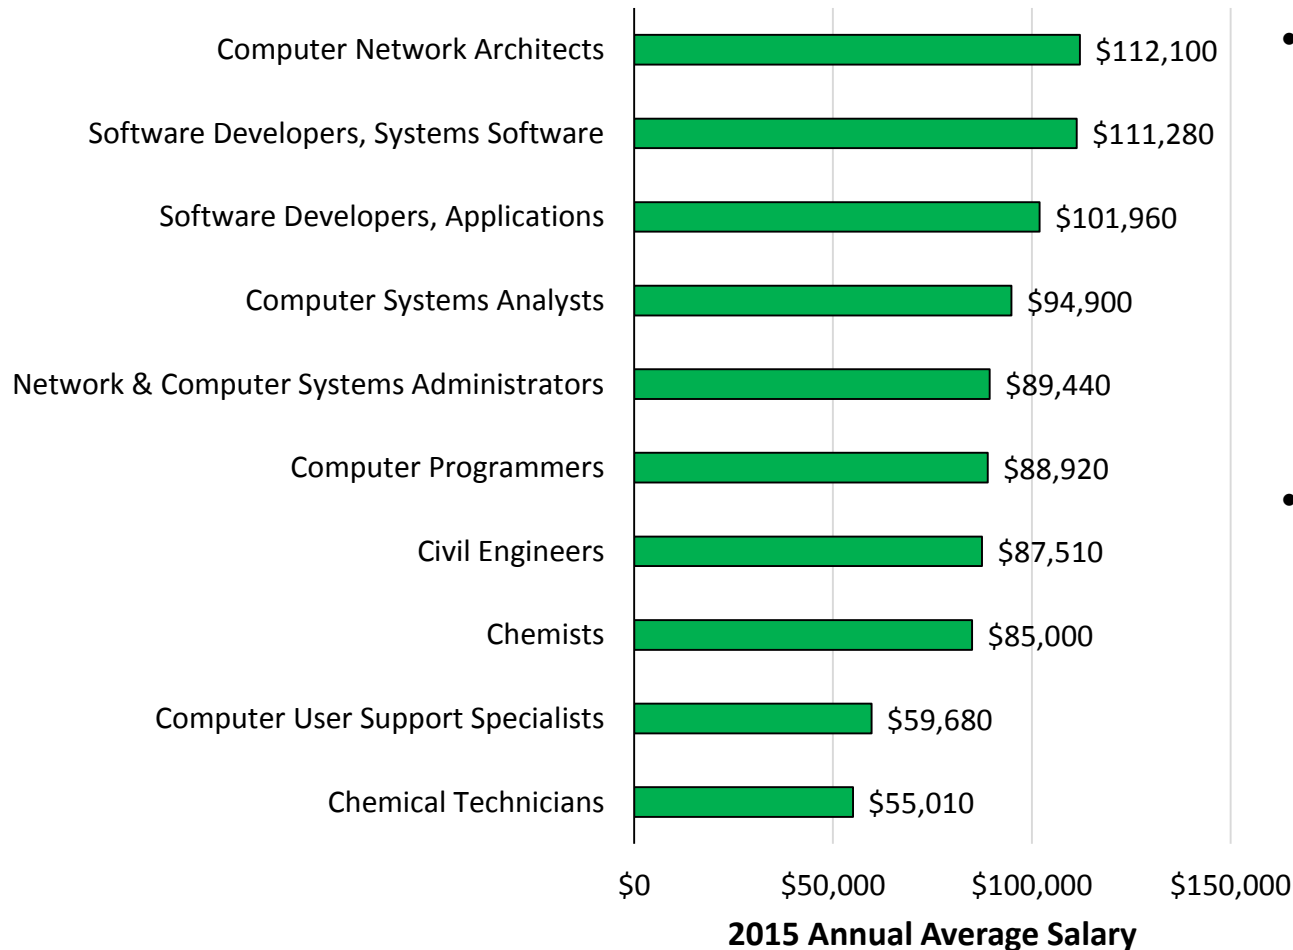 Computer Network Architects $112,100
Software Developers, Systems Software $111,280
Software Developers, Applications $101,960
Computer Systems Analysts $94,900
Network & Computer Systems Administrators $89,440
Computer Programmers $88,920
Civil Engineers $87,510
Chemists $85,000
Computer User Support Specialists $59,680
Chemical Technicians $55,010
$0 $50,000 $100,000 $150,000
2015 Annual Average Salary